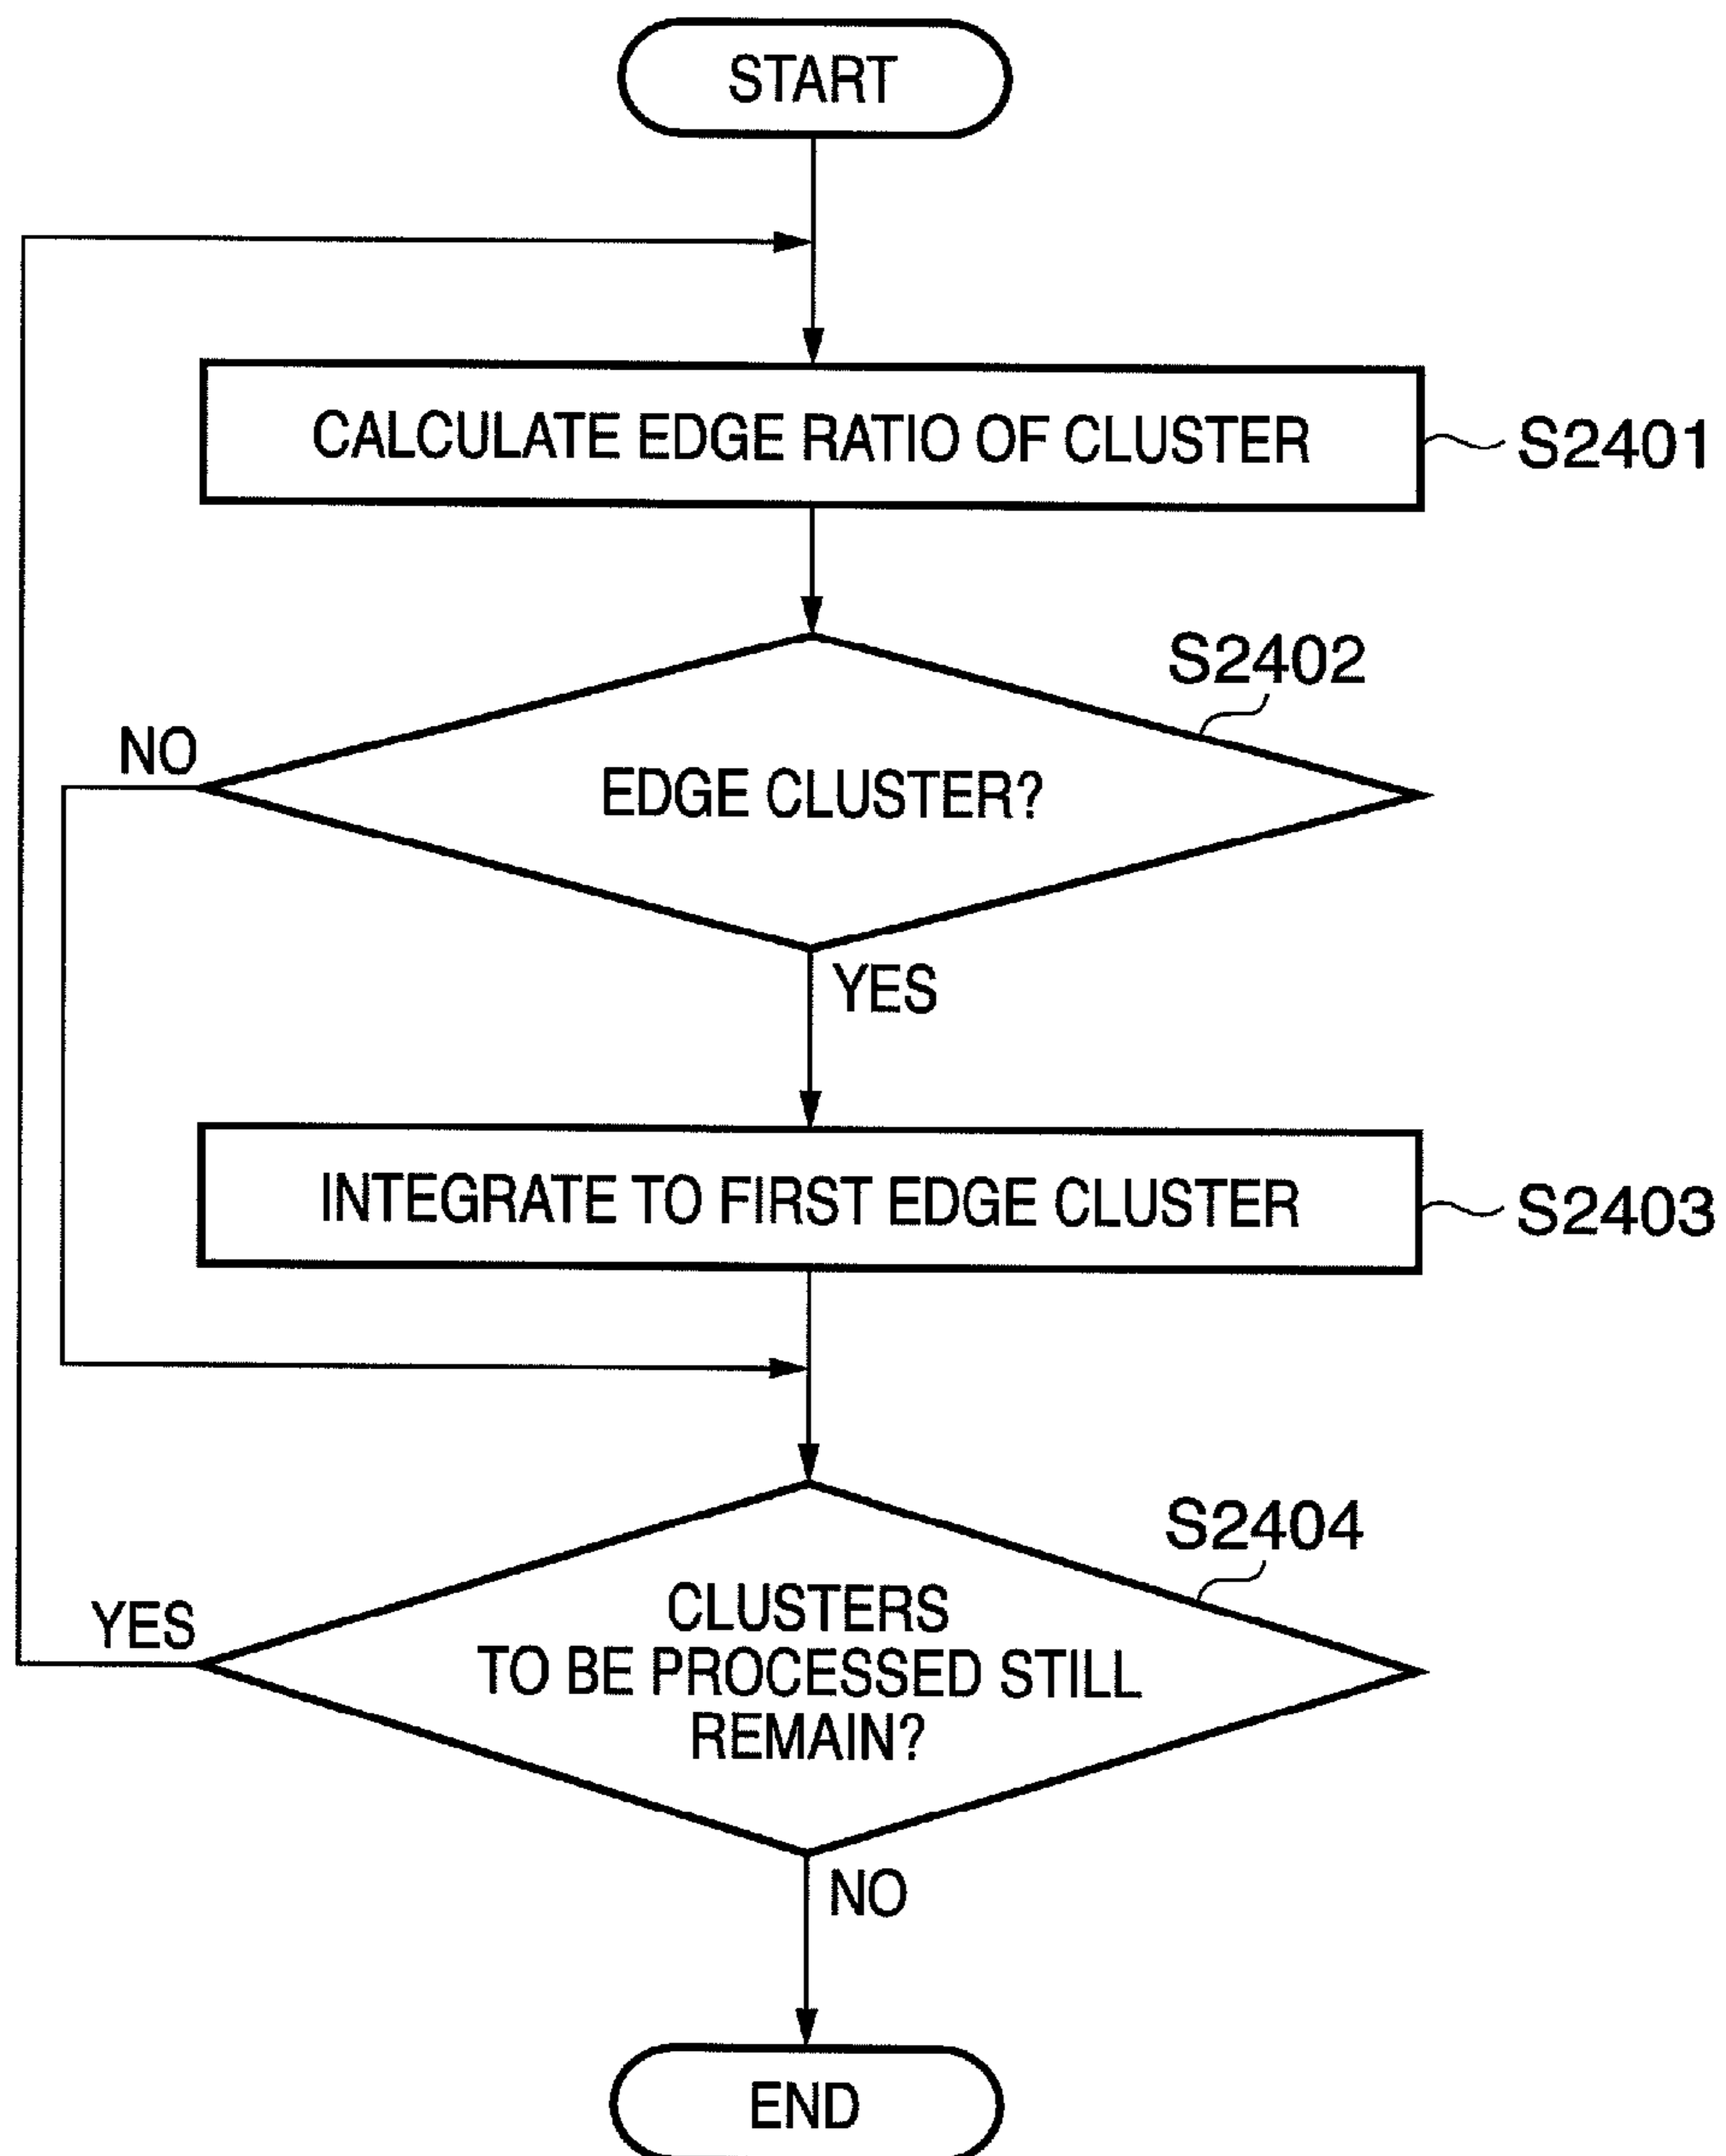 START
CALCULATE EDGE RATIO OF CLUSTER
S2401
S2402
NO
EDGE CLUSTER?
YES
INTEGRATE TO FIRST EDGE CLUSTER
S2403
S2404
YES
CLUSTERS
TO BE PROCESSED STILL
REMAIN?
NO
END